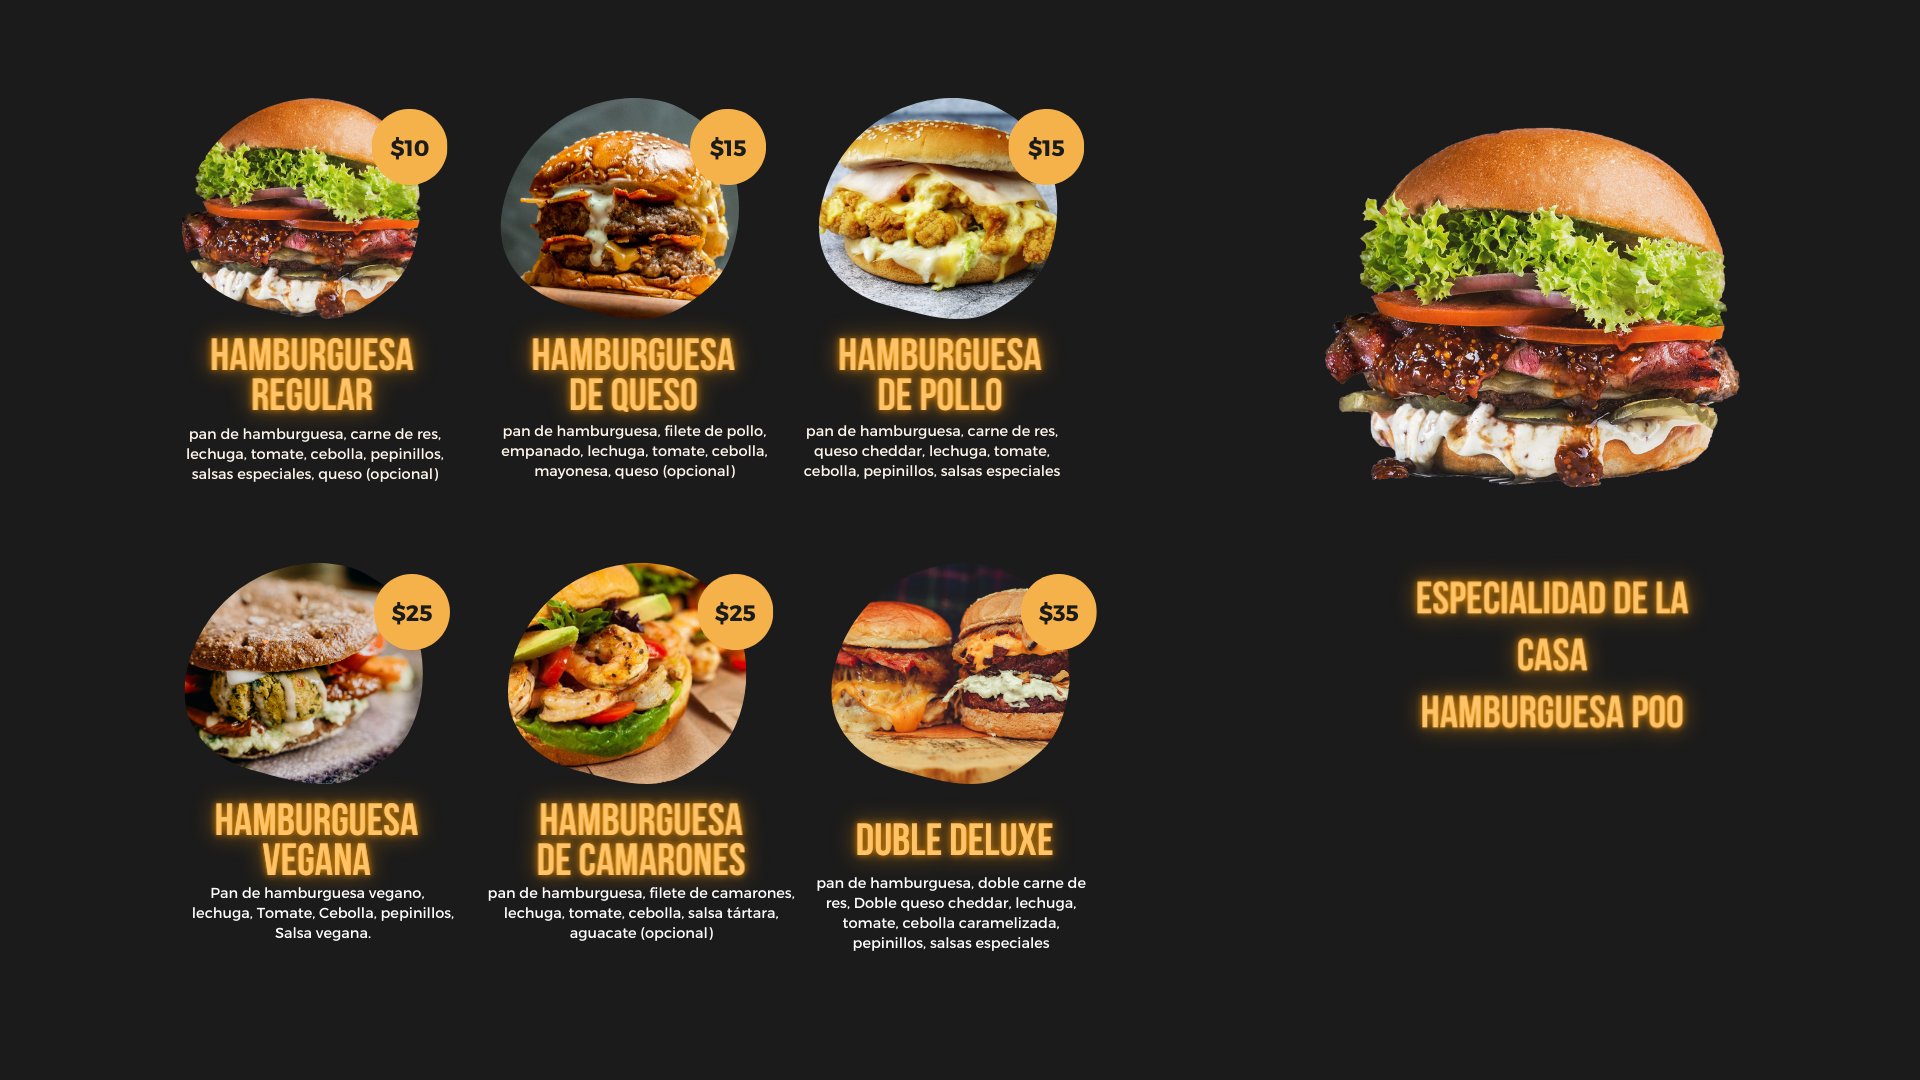 $10
HAMBURGUESA
REGULAR
pan de hamburguesa, carne de res,
lechuga, tomate, cebolla, pepinillos,
salsas especiales, queso (opcional)
$15
HAMBURGUESA
DE QUESO
pan de hamburguesa, filete de pollo,
empanado, lechuga, tomate, cebolla,
mayonesa, queso (opcional)
$15
HAMBURGUESA
DE POLLO
pan de hamburguesa, carne de res,
queso cheddar, lechuga, tomate,
cebolla, pepinillos, salsas especiales
$25
HAMBURGUESA
VEGANA
Pan de hamburguesa vegano,
lechuga, Tomate, Cebolla, pepinillos,
Salsa vegana.
$25
HAMBURGUESA
DE CAMARONES
pan de hamburguesa, filete de camarones,
lechuga, tomate, cebolla, salsa tártara,
aguacate (opcional)
$35
DUBLE DELUXE
pan de hamburguesa, doble carne de
res, Doble queso cheddar, lechuga,
tomate, cebolla caramelizada,
pepinillos, salsas especiales
ESPECIALIDAD DE LA
CASA
HAMBURGUESA POO